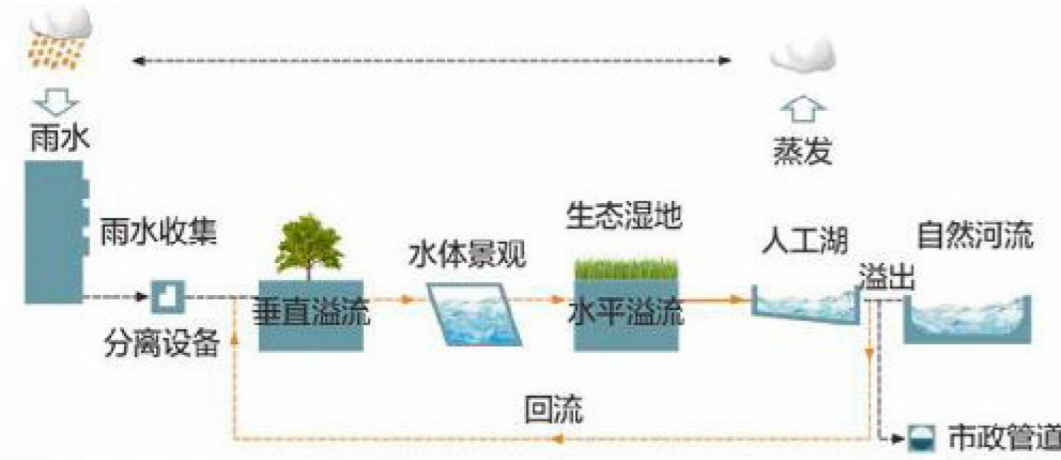 雨水
蒸发
雨水收集
生态湿地
水体景观
人工湖
自然河流
溢出
垂直溢流
水平溢流
分离设备
回流
市政管道